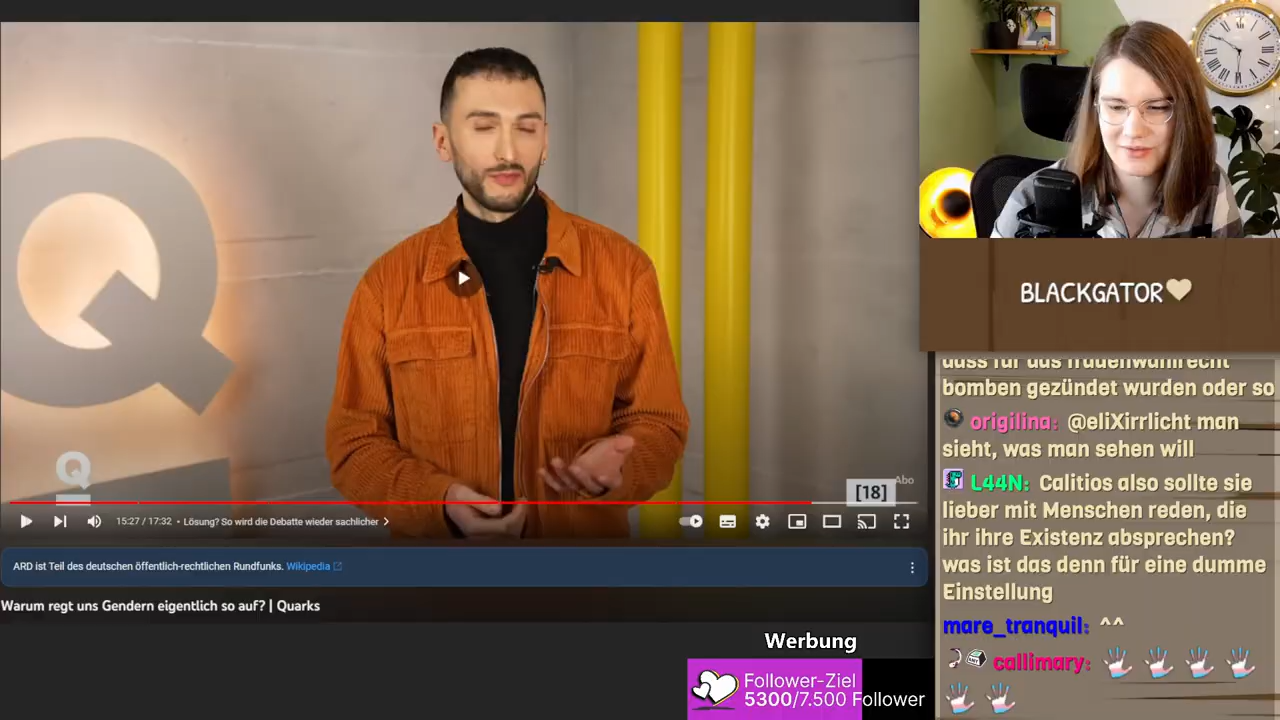 Q
BLACKGATOR
dass für das frauenwahlrecht
bomben gezündet wurden oder so
origilina: @eliXirrlicht man
sieht, was man sehen will
L44N: Calitios also sollte sie
lieber mit Menschen reden, die
ihr ihre Existenz absprechen?
was ist das denn für eine dumme
Einstellung
mare_tranquil: ^^
callimary:
Q
Abo
[18]
15:27 / 17:32 • Lösung? So wird die Debatte wieder sachlicher
ARD ist Teil des deutschen öffentlich-rechtlichen Rundfunks. Wikipedia
Warum regt uns Gendern eigentlich so auf? | Quarks
Werbung
Follower-Ziel
5300/7.500 Follower